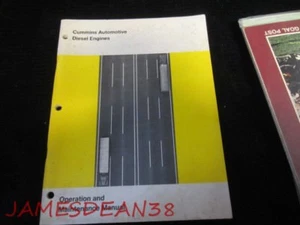 Cummins Automotive
Diesel Engines
GOAL POST
Operation and
Maintenance Manual
JAMESDEAN38